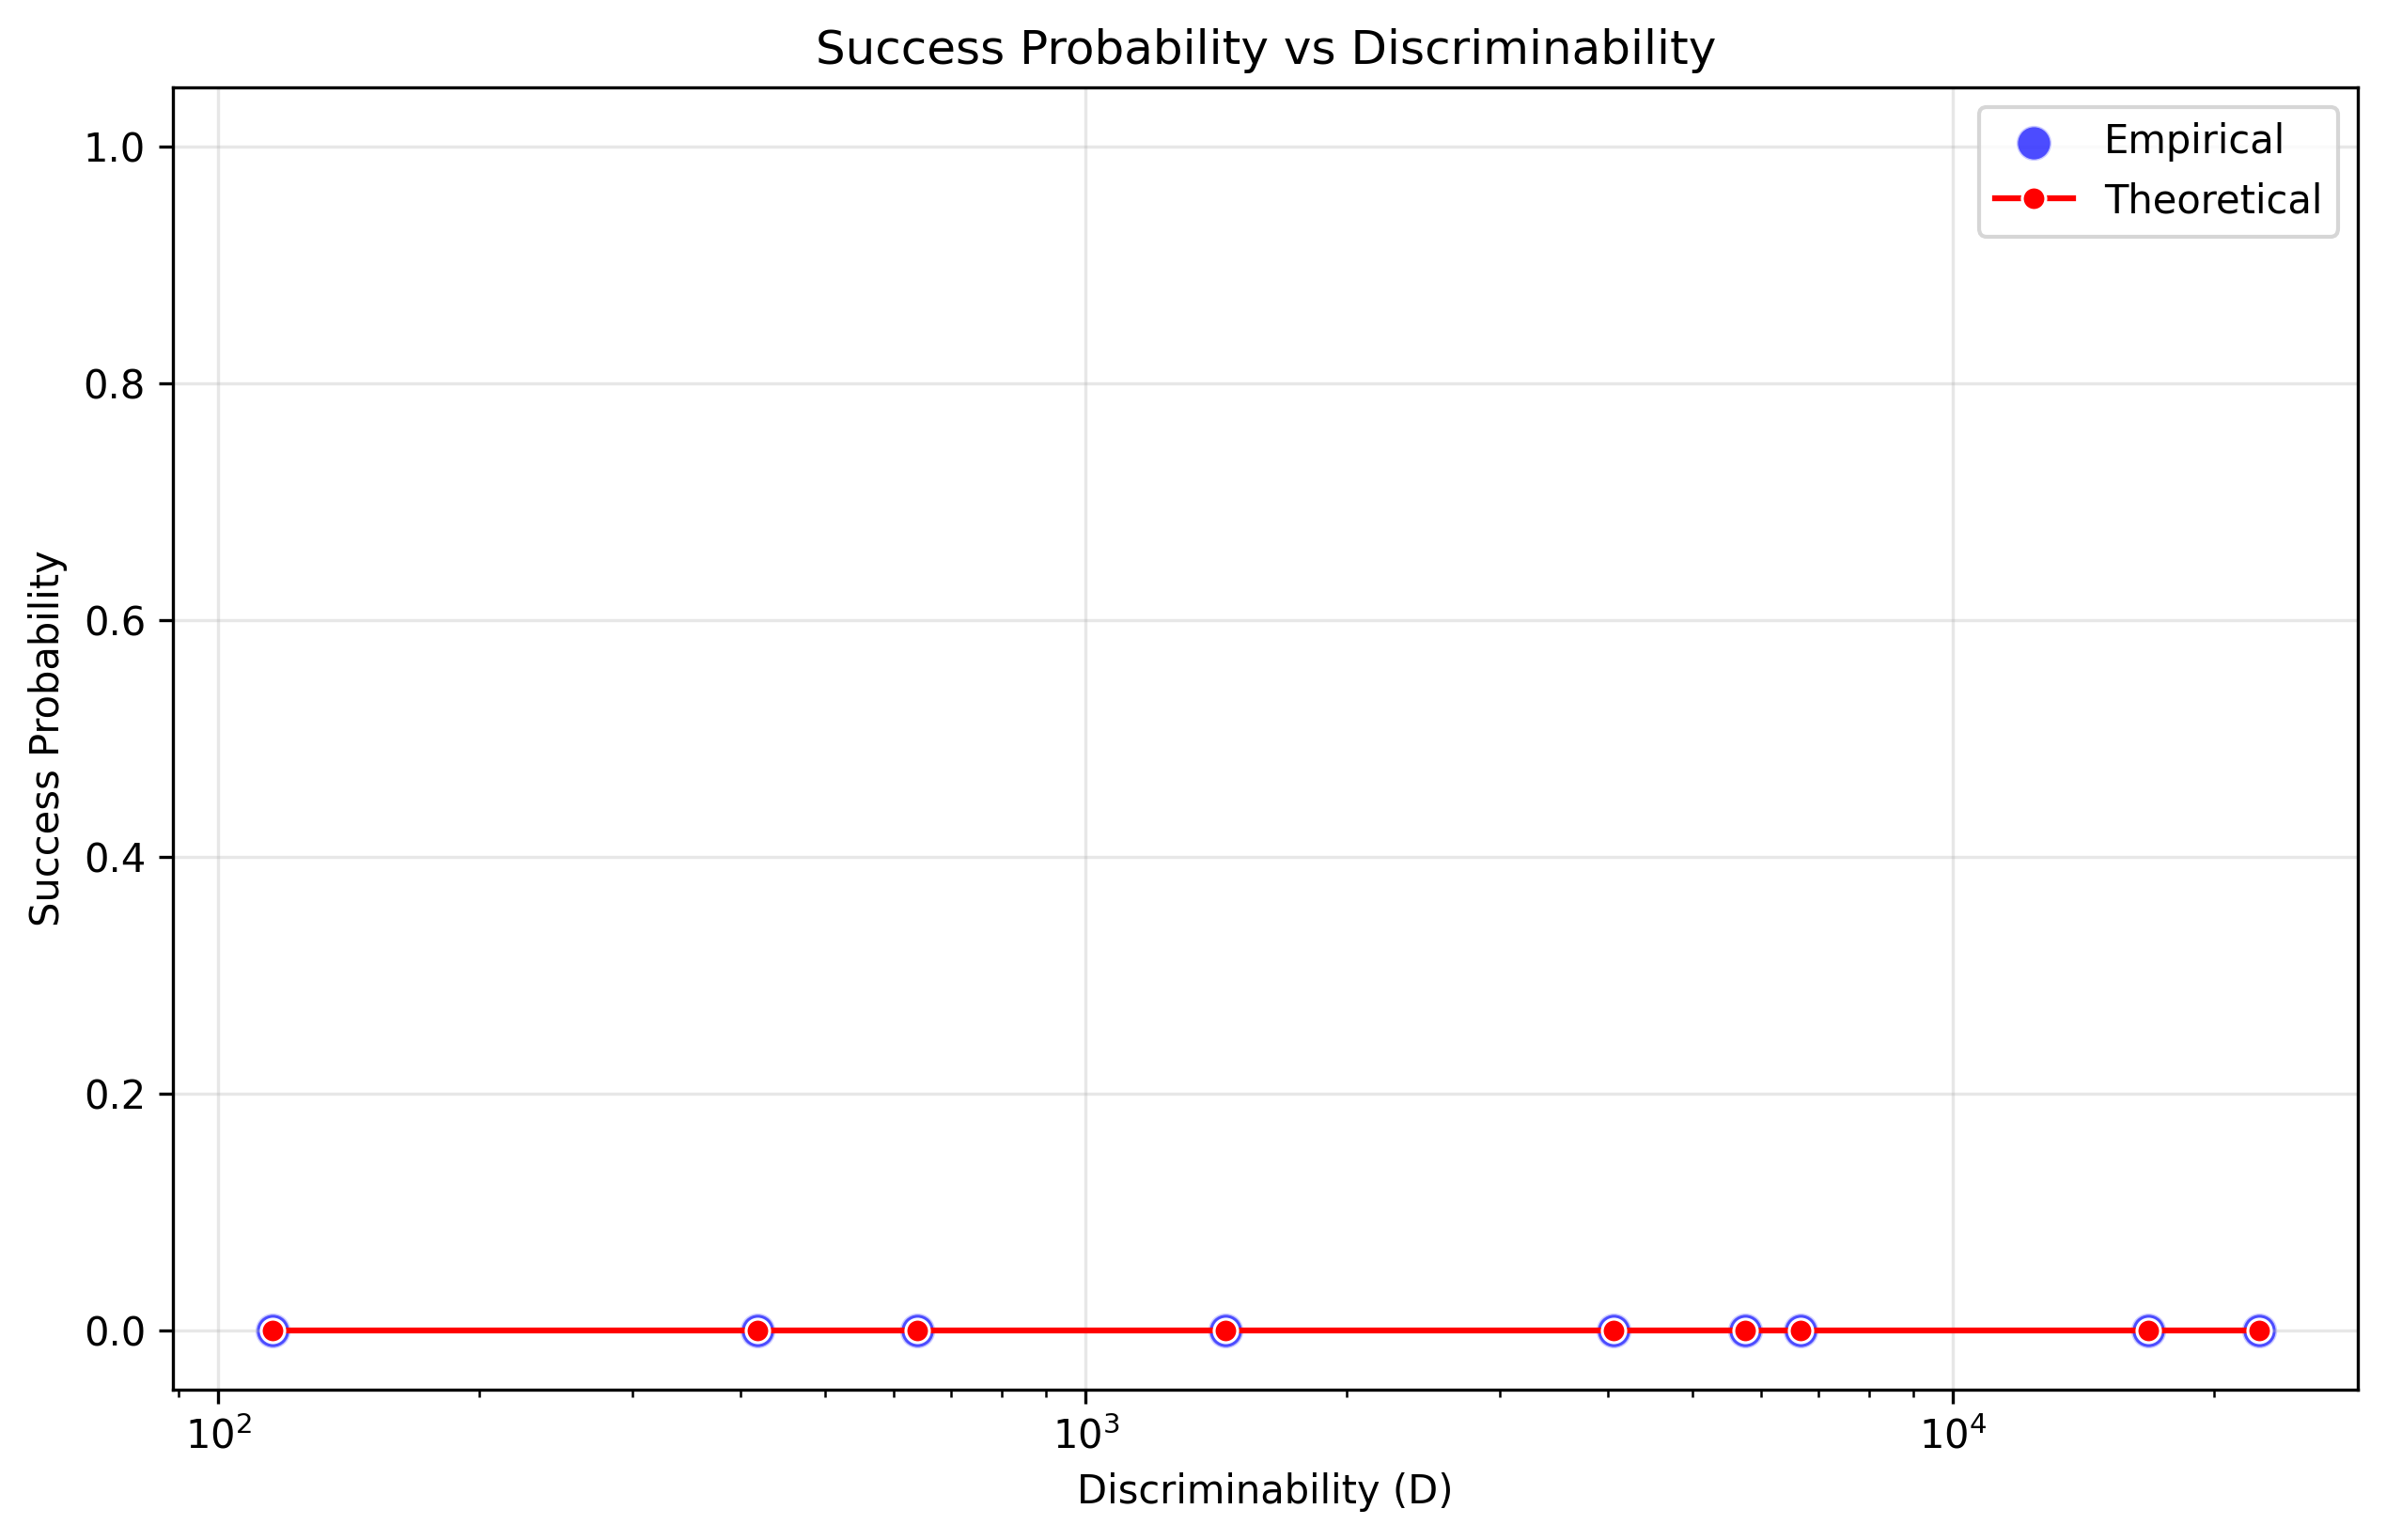 Success Probability vs Discriminability
Empirical
Theoretical
Success Probability
1.0
0.8
0.6
0.4
0.2
0.0
10² 10³ 10⁴
Discriminability (D)